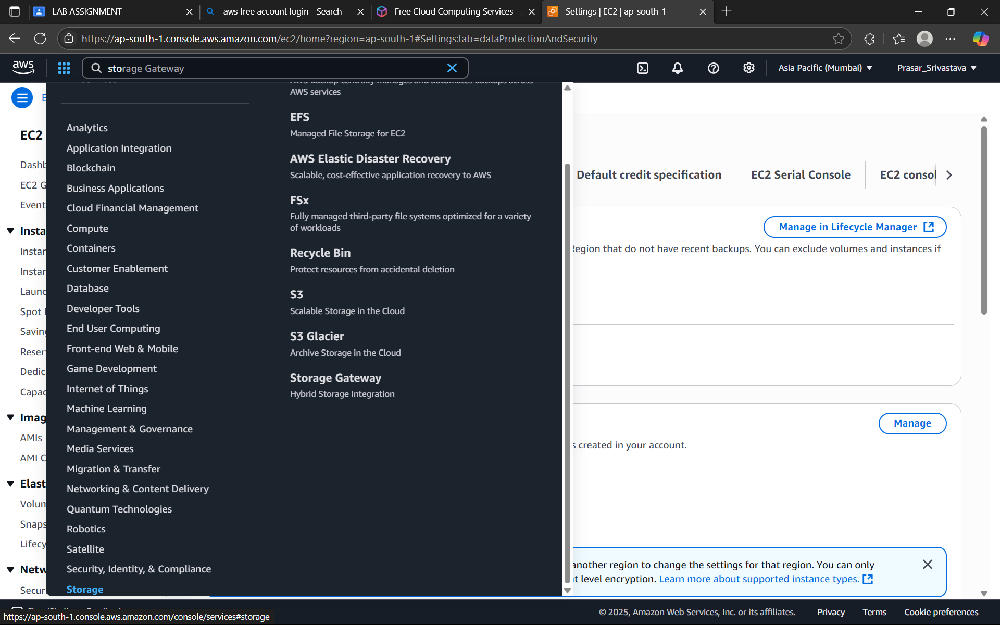 LAB ASSIGNMENT
aws free account login - Search
Free Cloud Computing Services -
Settings | EC2 | ap-south-1
https://ap-south-1.console.aws.amazon.com/ec2/home?region=ap-south-1#Settings:tab=dataProtectionAndSecurity
aws
storage Gateway
Asia Pacific (Mumbai)
Prasar_Srivastava
EC2
Dashb
EC2 G
Event
Insta
Instan
Instan
Launc
Spot
Saving
Reser
Dedica
Capac
Imag
AMIs
AMI C
Elast
Volum
Snaps
Lifecy
Netw
Securi
Analytics
Application Integration
Blockchain
Business Applications
Cloud Financial Management
Compute
Containers
Customer Enablement
Database
Developer Tools
End User Computing
Front-end Web & Mobile
Game Development
Internet of Things
Machine Learning
Management & Governance
Media Services
Migration & Transfer
Networking & Content Delivery
Quantum Technologies
Robotics
Satellite
Security, Identity, & Compliance
Storage
AWS Backup centrally manages and automates backups across
AWS services
EFS
Managed File Storage for EC2
AWS Elastic Disaster Recovery
Scalable, cost-effective application recovery to AWS
FSx
Fully managed third-party file systems optimized for a variety
of workloads
Recycle Bin
Protect resources from accidental deletion
S3
Scalable Storage in the Cloud
S3 Glacier
Archive Storage in the Cloud
Storage Gateway
Hybrid Storage Integration
Default credit specification
EC2 Serial Console
EC2 consol
Manage in Lifecycle Manager
Region that do not have recent backups. You can exclude volumes and instances if
Manage
s created in your account.
another region to change the settings for that region. You can only
t level encryption. Learn more about supported instance types.
https://ap-south-1.console.aws.amazon.com/console/services#storage
© 2025, Amazon Web Services, Inc. or its affiliates.
Privacy
Terms
Cookie preferences